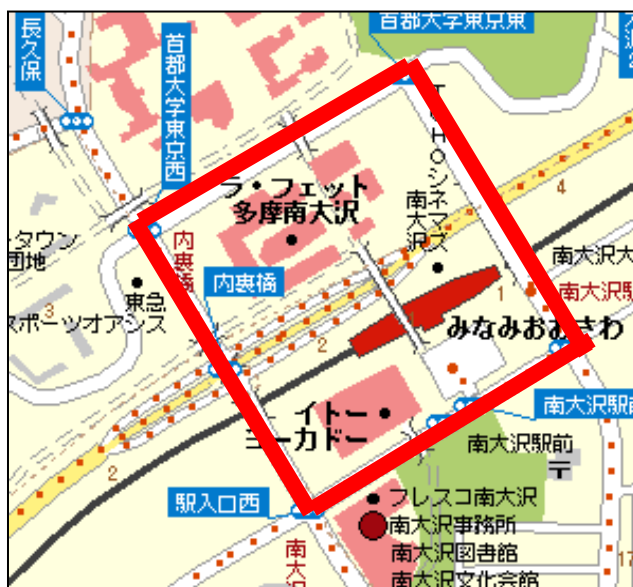 首都大学東京東
長久保
首都大学東京西
TOHOシネマズ
南大沢
4
ラ・フェット
多摩南大沢
内裏橋
タウン
団地
3
東急
スポーツオアシス
内裏橋
2
1
南大沢
みなみおおさわ
南大沢駅
2
イトー
ヨーカドー
南大沢駅前
南大沢駅前
〒
駅入口西
フレスコ南大沢
南大沢事務所
南大沢図書館
南大沢文化会館
南大沢
17